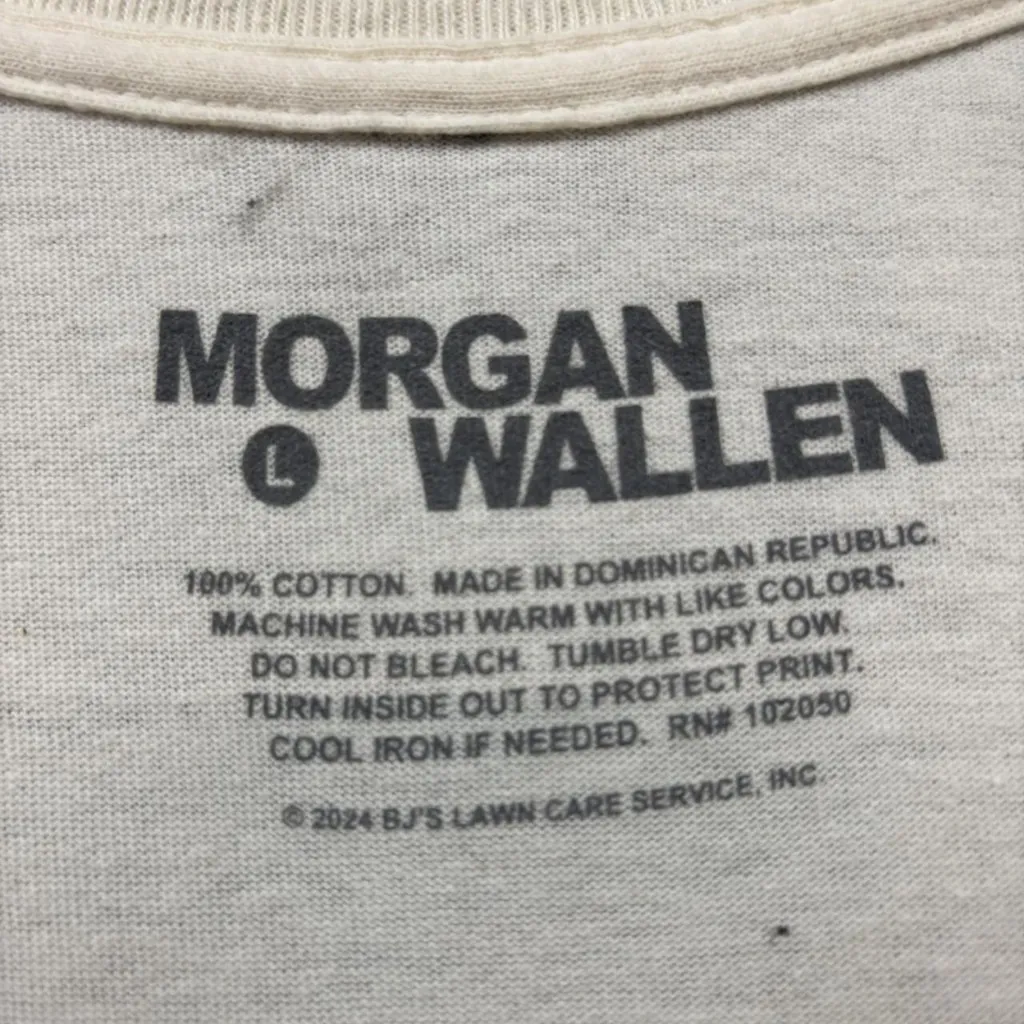 MORGAN
L WALLEN
100% COTTON. MADE IN DOMINICAN REPUBLIC.
MACHINE WASH WARM WITH LIKE COLORS.
DO NOT BLEACH. TUMBLE DRY LOW.
TURN INSIDE OUT TO PROTECT PRINT.
COOL IRON IF NEEDED. RN# 102050
© 2024 BJ'S LAWN CARE SERVICE, INC